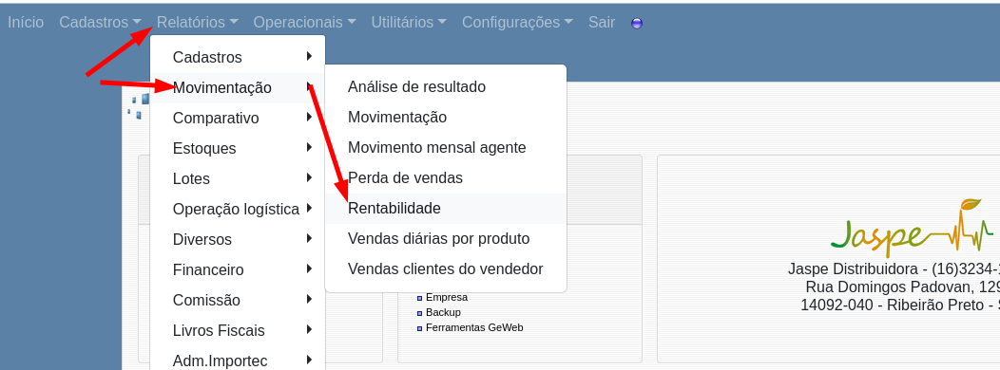 Início Cadastros Relatórios Operacionais Utilitários Configurações Sair
Cadastros
Movimentação
Comparativo
Estoques
Lotes
Operação logística
Diversos
Financeiro
Comissão
Livros Fiscais
Adm.Importec
Análise de resultado
Movimentação
Movimento mensal agente
Perda de vendas
Rentabilidade
Vendas diárias por produto
Vendas clientes do vendedor
Empresa
Backup
Ferramentas GeWeb
Jaspe
Jaspe Distribuidora - (16)3234-
Rua Domingos Padovan, 129
14092-040 - Ribeirão Preto -